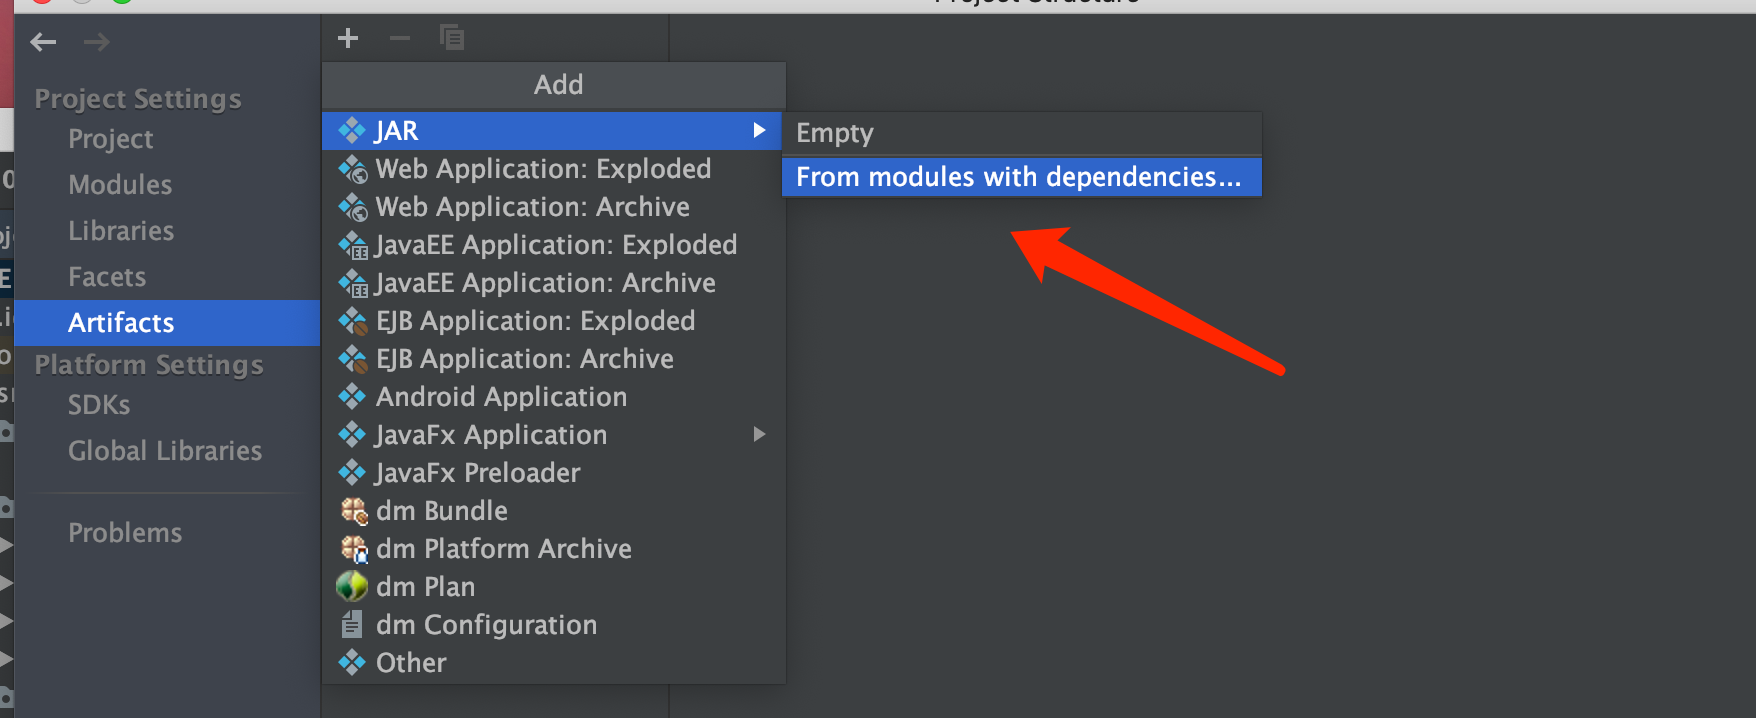 Project Settings
Project
Modules
Libraries
Facets
Artifacts
Platform Settings
SDKs
Global Libraries
Problems
Add
JAR
Web Application: Exploded
Web Application: Archive
JavaEE Application: Exploded
JavaEE Application: Archive
EJB Application: Exploded
EJB Application: Archive
Android Application
JavaFx Application
JavaFx Preloader
dm Bundle
dm Platform Archive
dm Plan
dm Configuration
Other
Empty
From modules with dependencies...